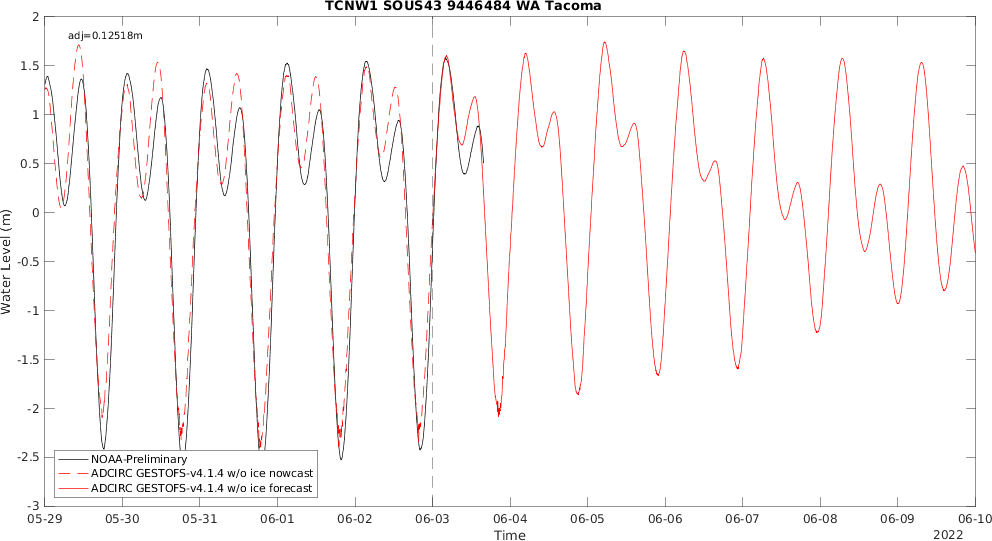 TCNW1 SOUS43 9446484 WA Tacoma
adj=0.12518m
2
1.5
1
0.5
0
-0.5
-1
-1.5
-2
-2.5
-3
Water Level (m)
NOAA-Preliminary
ADCIRC GESTOFS-v4.1.4 w/o ice nowcast
ADCIRC GESTOFS-v4.1.4 w/o ice forecast
05-29 05-30 05-31 06-01 06-02 06-03 06-04 06-05 06-06 06-07 06-08 06-09 06-10
Time
2022